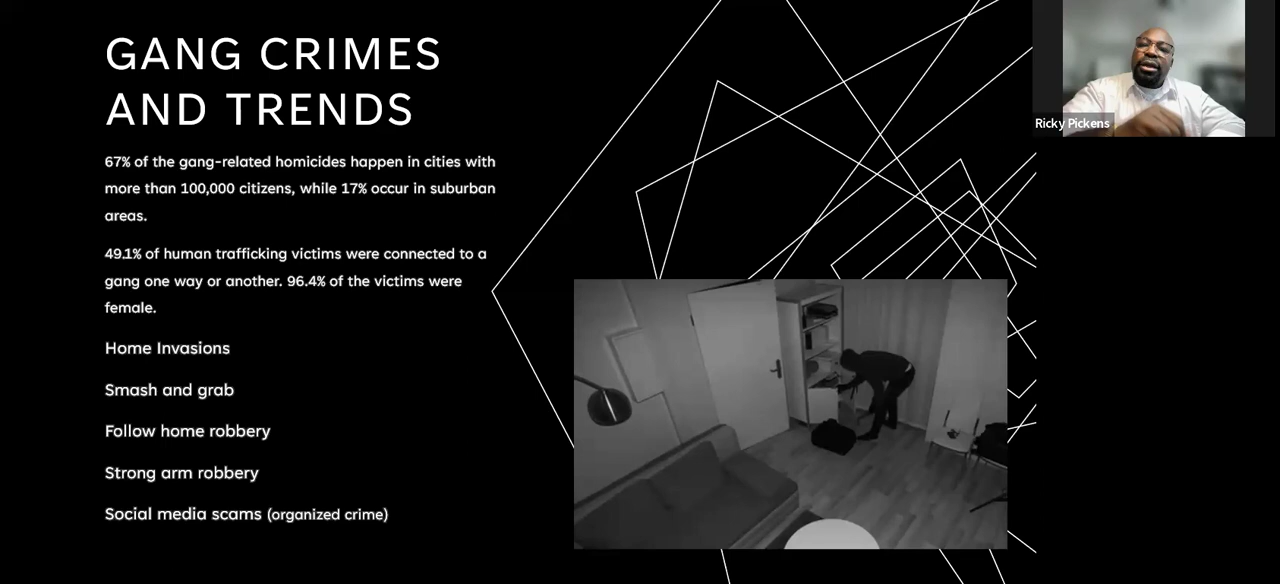 GANG CRIMES
AND TRENDS
67% of the gang-related homicides happen in cities with
more than 100,000 citizens, while 17% occur in suburban
areas.
49.1% of human trafficking victims were connected to a
gang one way or another. 96.4% of the victims were
female.
Home Invasions
Smash and grab
Follow home robbery
Strong arm robbery
Social media scams (organized crime)
Ricky Pickens